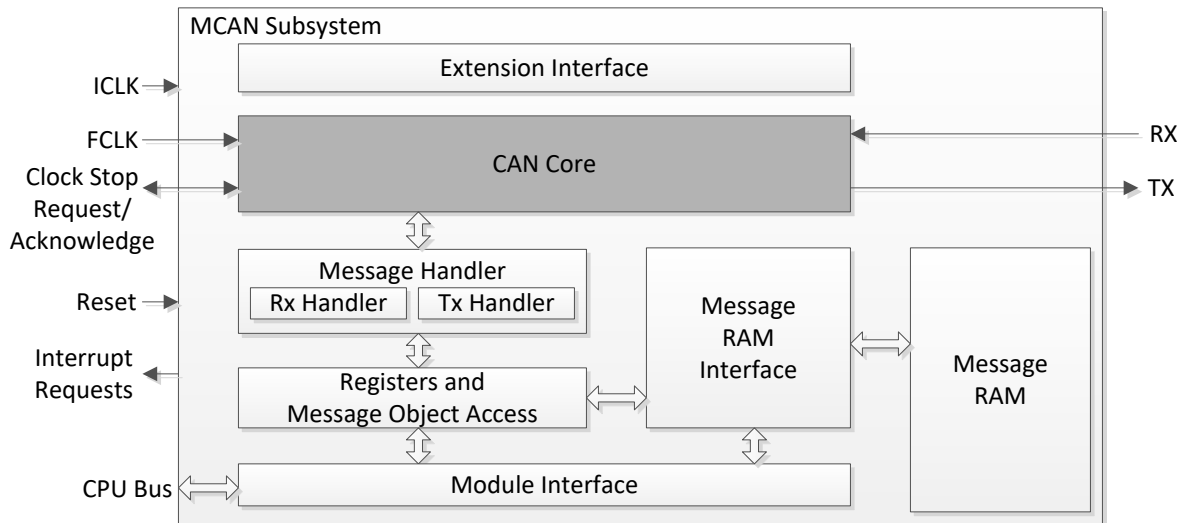 MCAN Subsystem
Extension Interface
ICLK
FCLK
CAN Core
RX
Clock Stop
Request/
Acknowledge
TX
Message Handler
Rx Handler
Tx Handler
Reset
Message
RAM
Interface
Message
RAM
Interrupt
Requests
Registers and
Message Object Access
CPU Bus
Module Interface